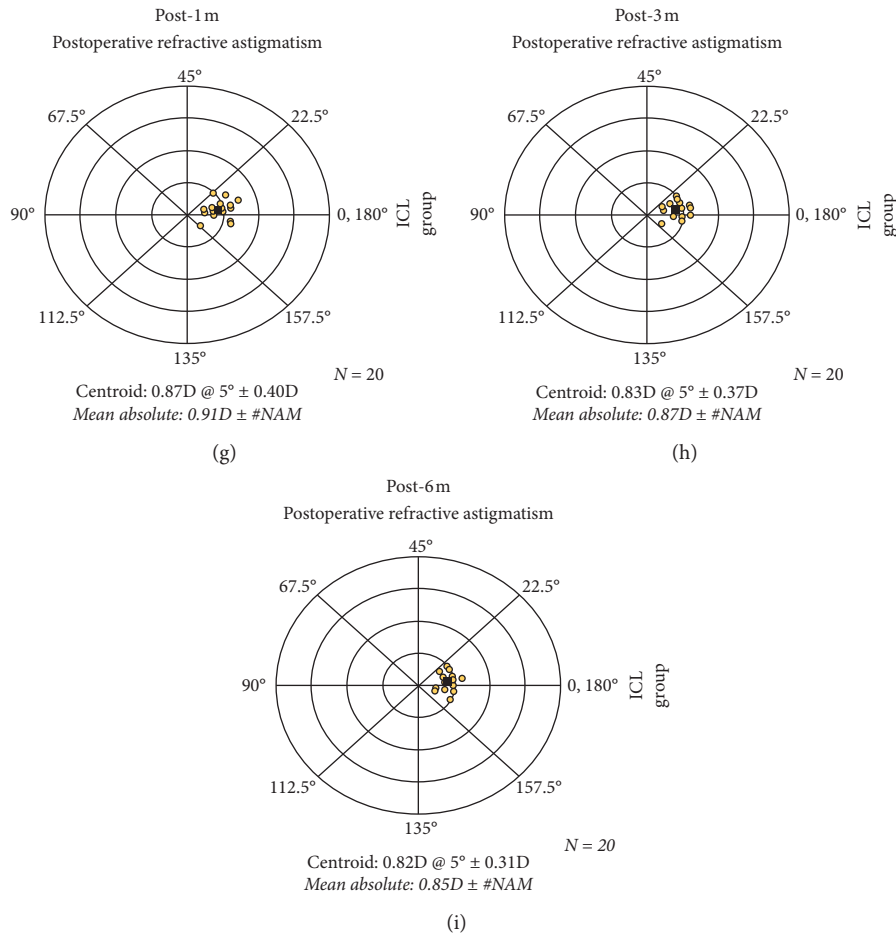 Post-1 m
Postoperative refractive astigmatism
45°
67.5°
22.5°
90°
0, 180°
ICL
group
112.5°
157.5°
135°
N = 20
Centroid: 0.87D @ 5° ± 0.40D
Mean absolute: 0.91D ± #NAM
(g)
Post-3 m
Postoperative refractive astigmatism
45°
67.5°
22.5°
90°
0, 180°
ICL
group
112.5°
157.5°
135°
N = 20
Centroid: 0.83D @ 5° ± 0.37D
Mean absolute: 0.87D ± #NAM
(h)
Post-6 m
Postoperative refractive astigmatism
45°
67.5°
22.5°
90°
0, 180°
ICL
group
112.5°
157.5°
135°
N = 20
Centroid: 0.82D @ 5° ± 0.31D
Mean absolute: 0.85D ± #NAM
(i)